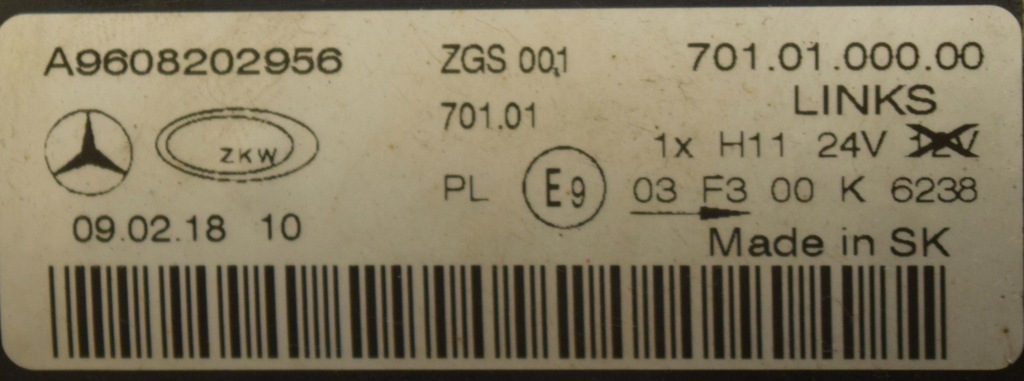 A9608202956 ZGS 001 701.01.000.00
701.01 LINKS
ZKW 1x H11 24V 12V
PL E9 03 F3 00 K 6238
09.02.18 10 Made in SK